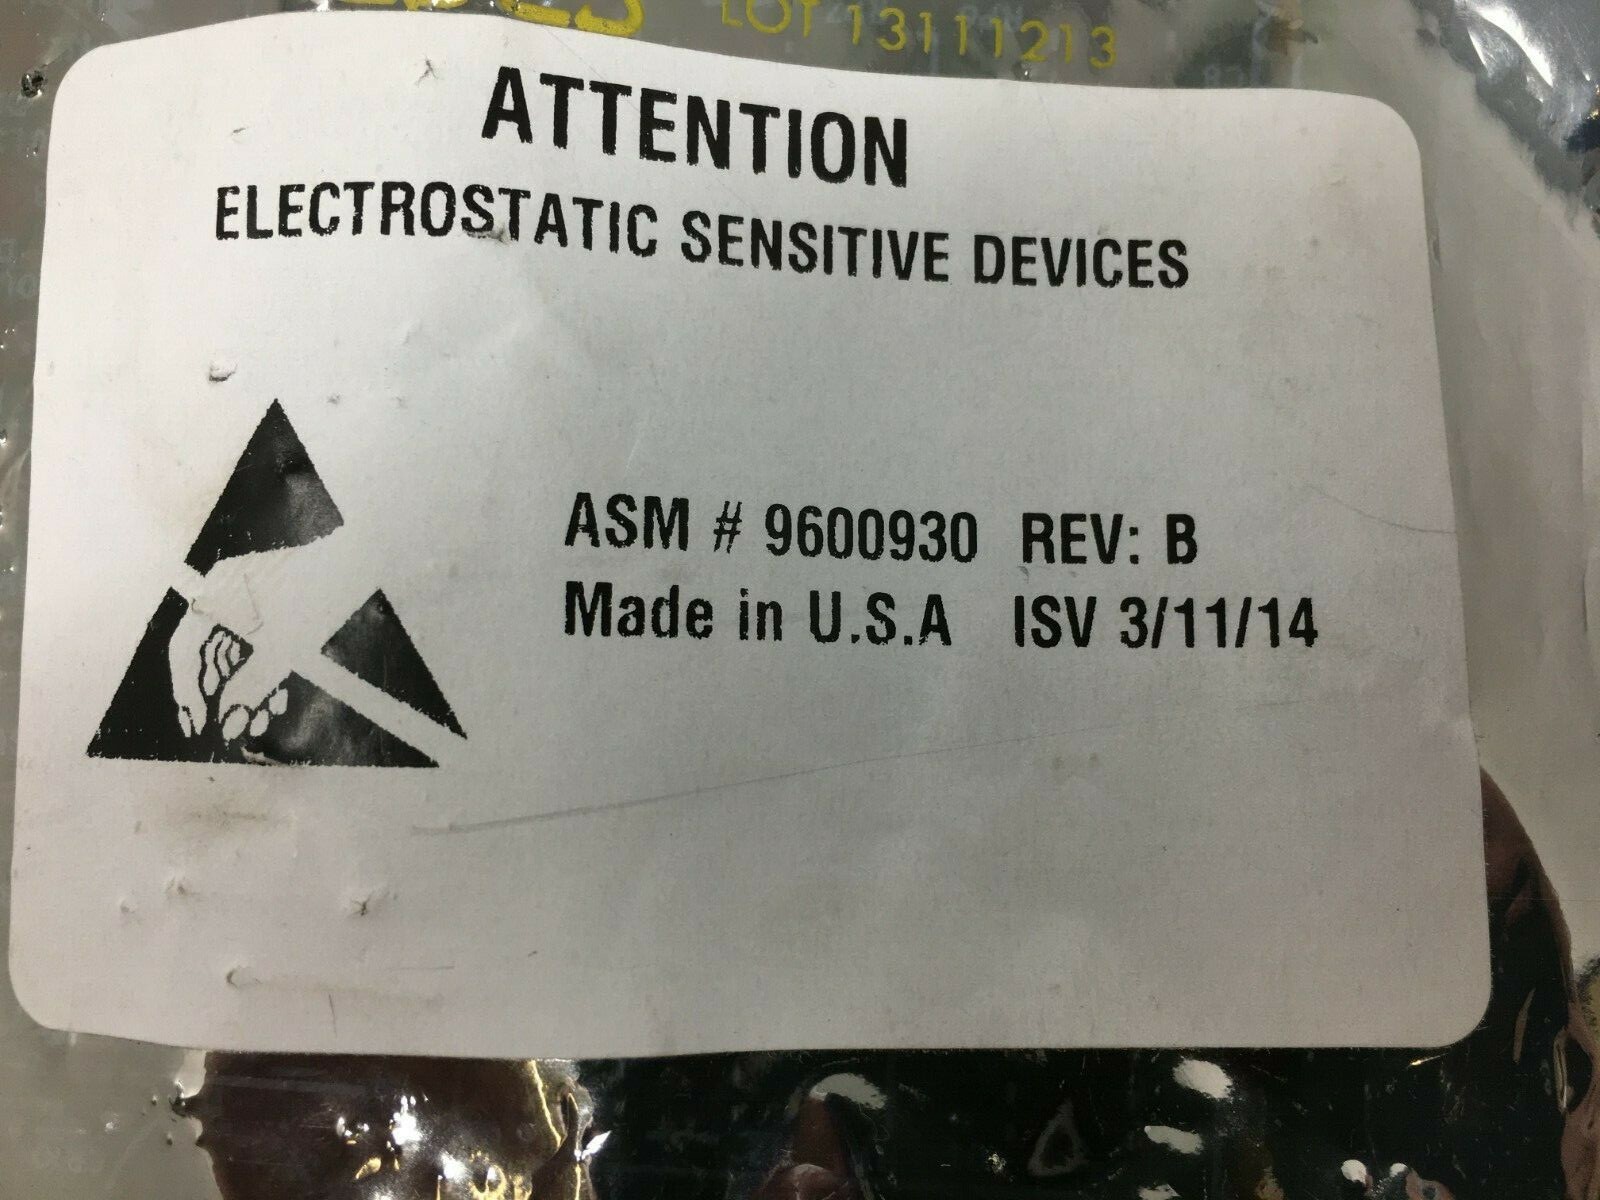 LOT 13111213
ATTENTION
ELECTROSTATIC SENSITIVE DEVICES
ASM # 9600930 REV: B
Made in U.S.A ISV 3/11/14